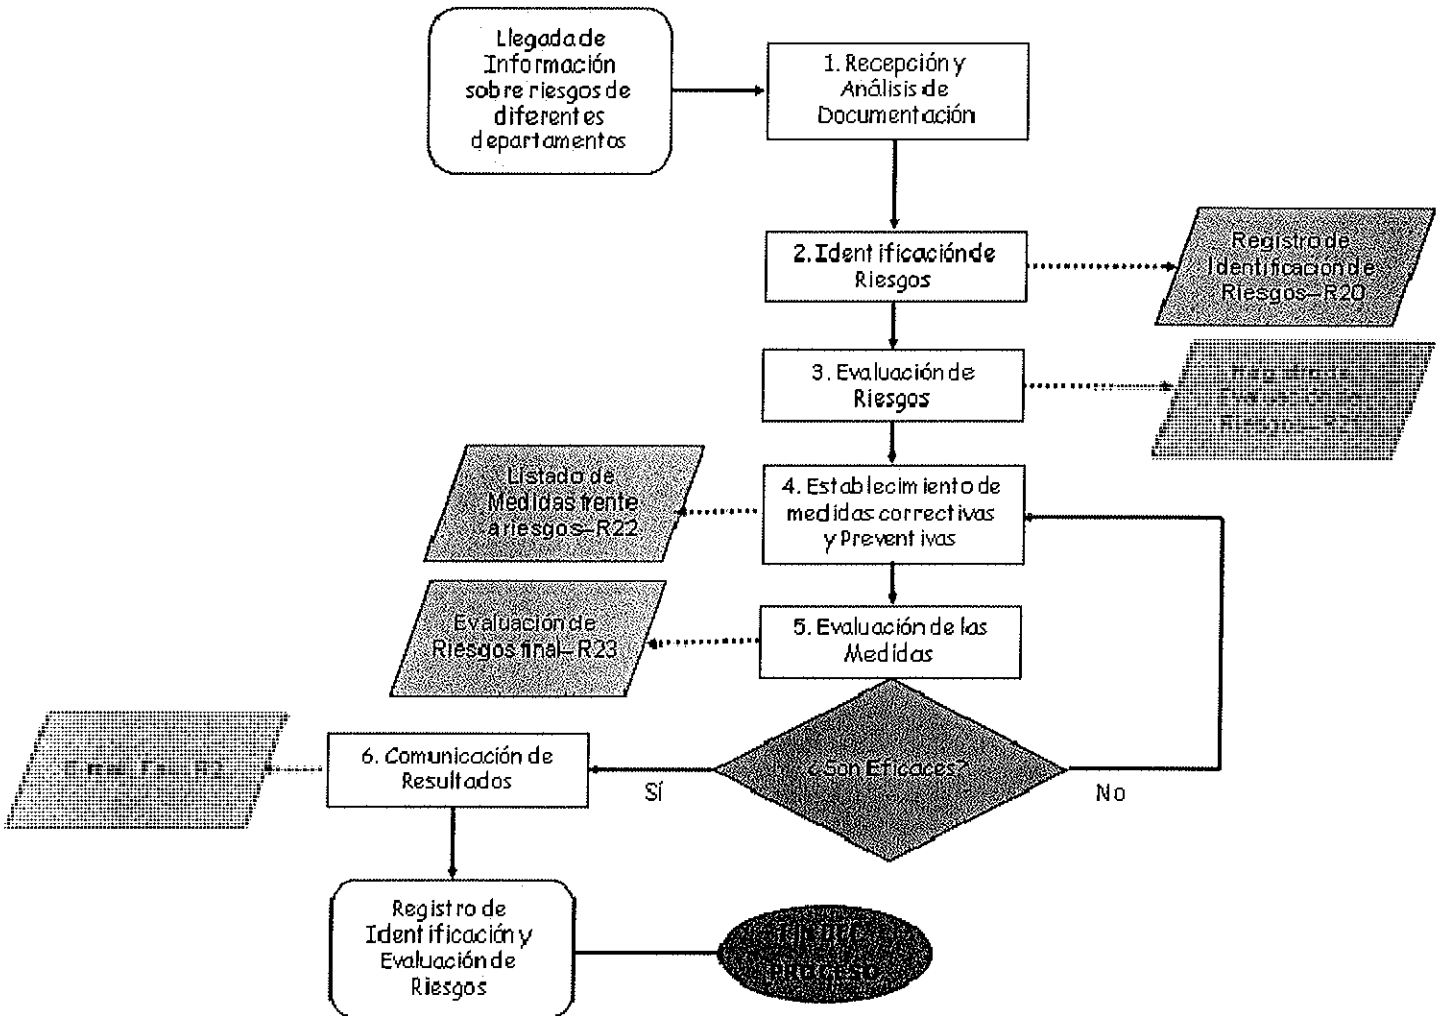 Llegada de
Información
sobre riesgos de
diferentes
departamentos
1. Recepción y
Análisis de
Documentación
2. Identificación de
Riesgos
Registro de
Identificación de
Riesgos–R20
3. Evaluación de
Riesgos
Riesgos–
4. Establecimiento de
medidas correctivas
y Preventivas
Listado de
Medidas frente
a riesgos–R22
5. Evaluación de las
Medidas
Evaluación de
Riesgos final–R23
¿Son Eficaces?
Sí
No
6. Comunicación de
Resultados
Registro de
Identificación y
Evaluación de
Riesgos
PROCESO